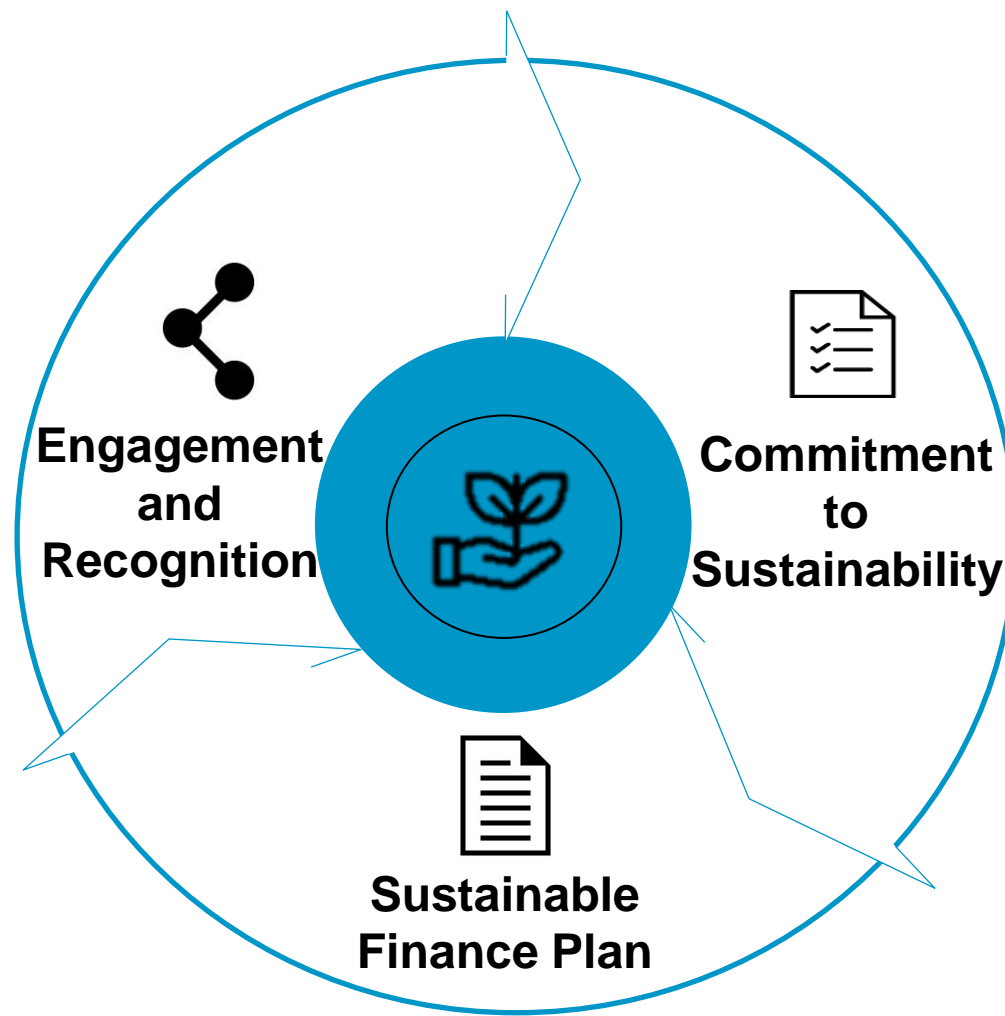 Engagement
and
Recognition
Commitment
to
Sustainability
Sustainable
Finance Plan